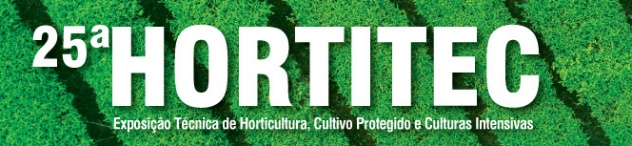 25ª HORTITEC
Exposição Técnica de Horticultura, Cultivo Protegido e Culturas Intensivas